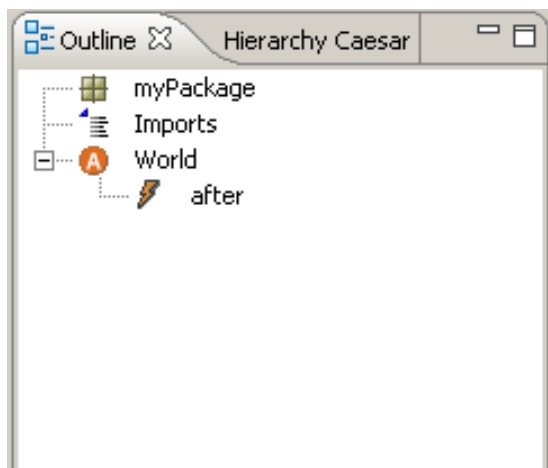 Outline Hierarchy Caesar
myPackage
Imports
A World
after